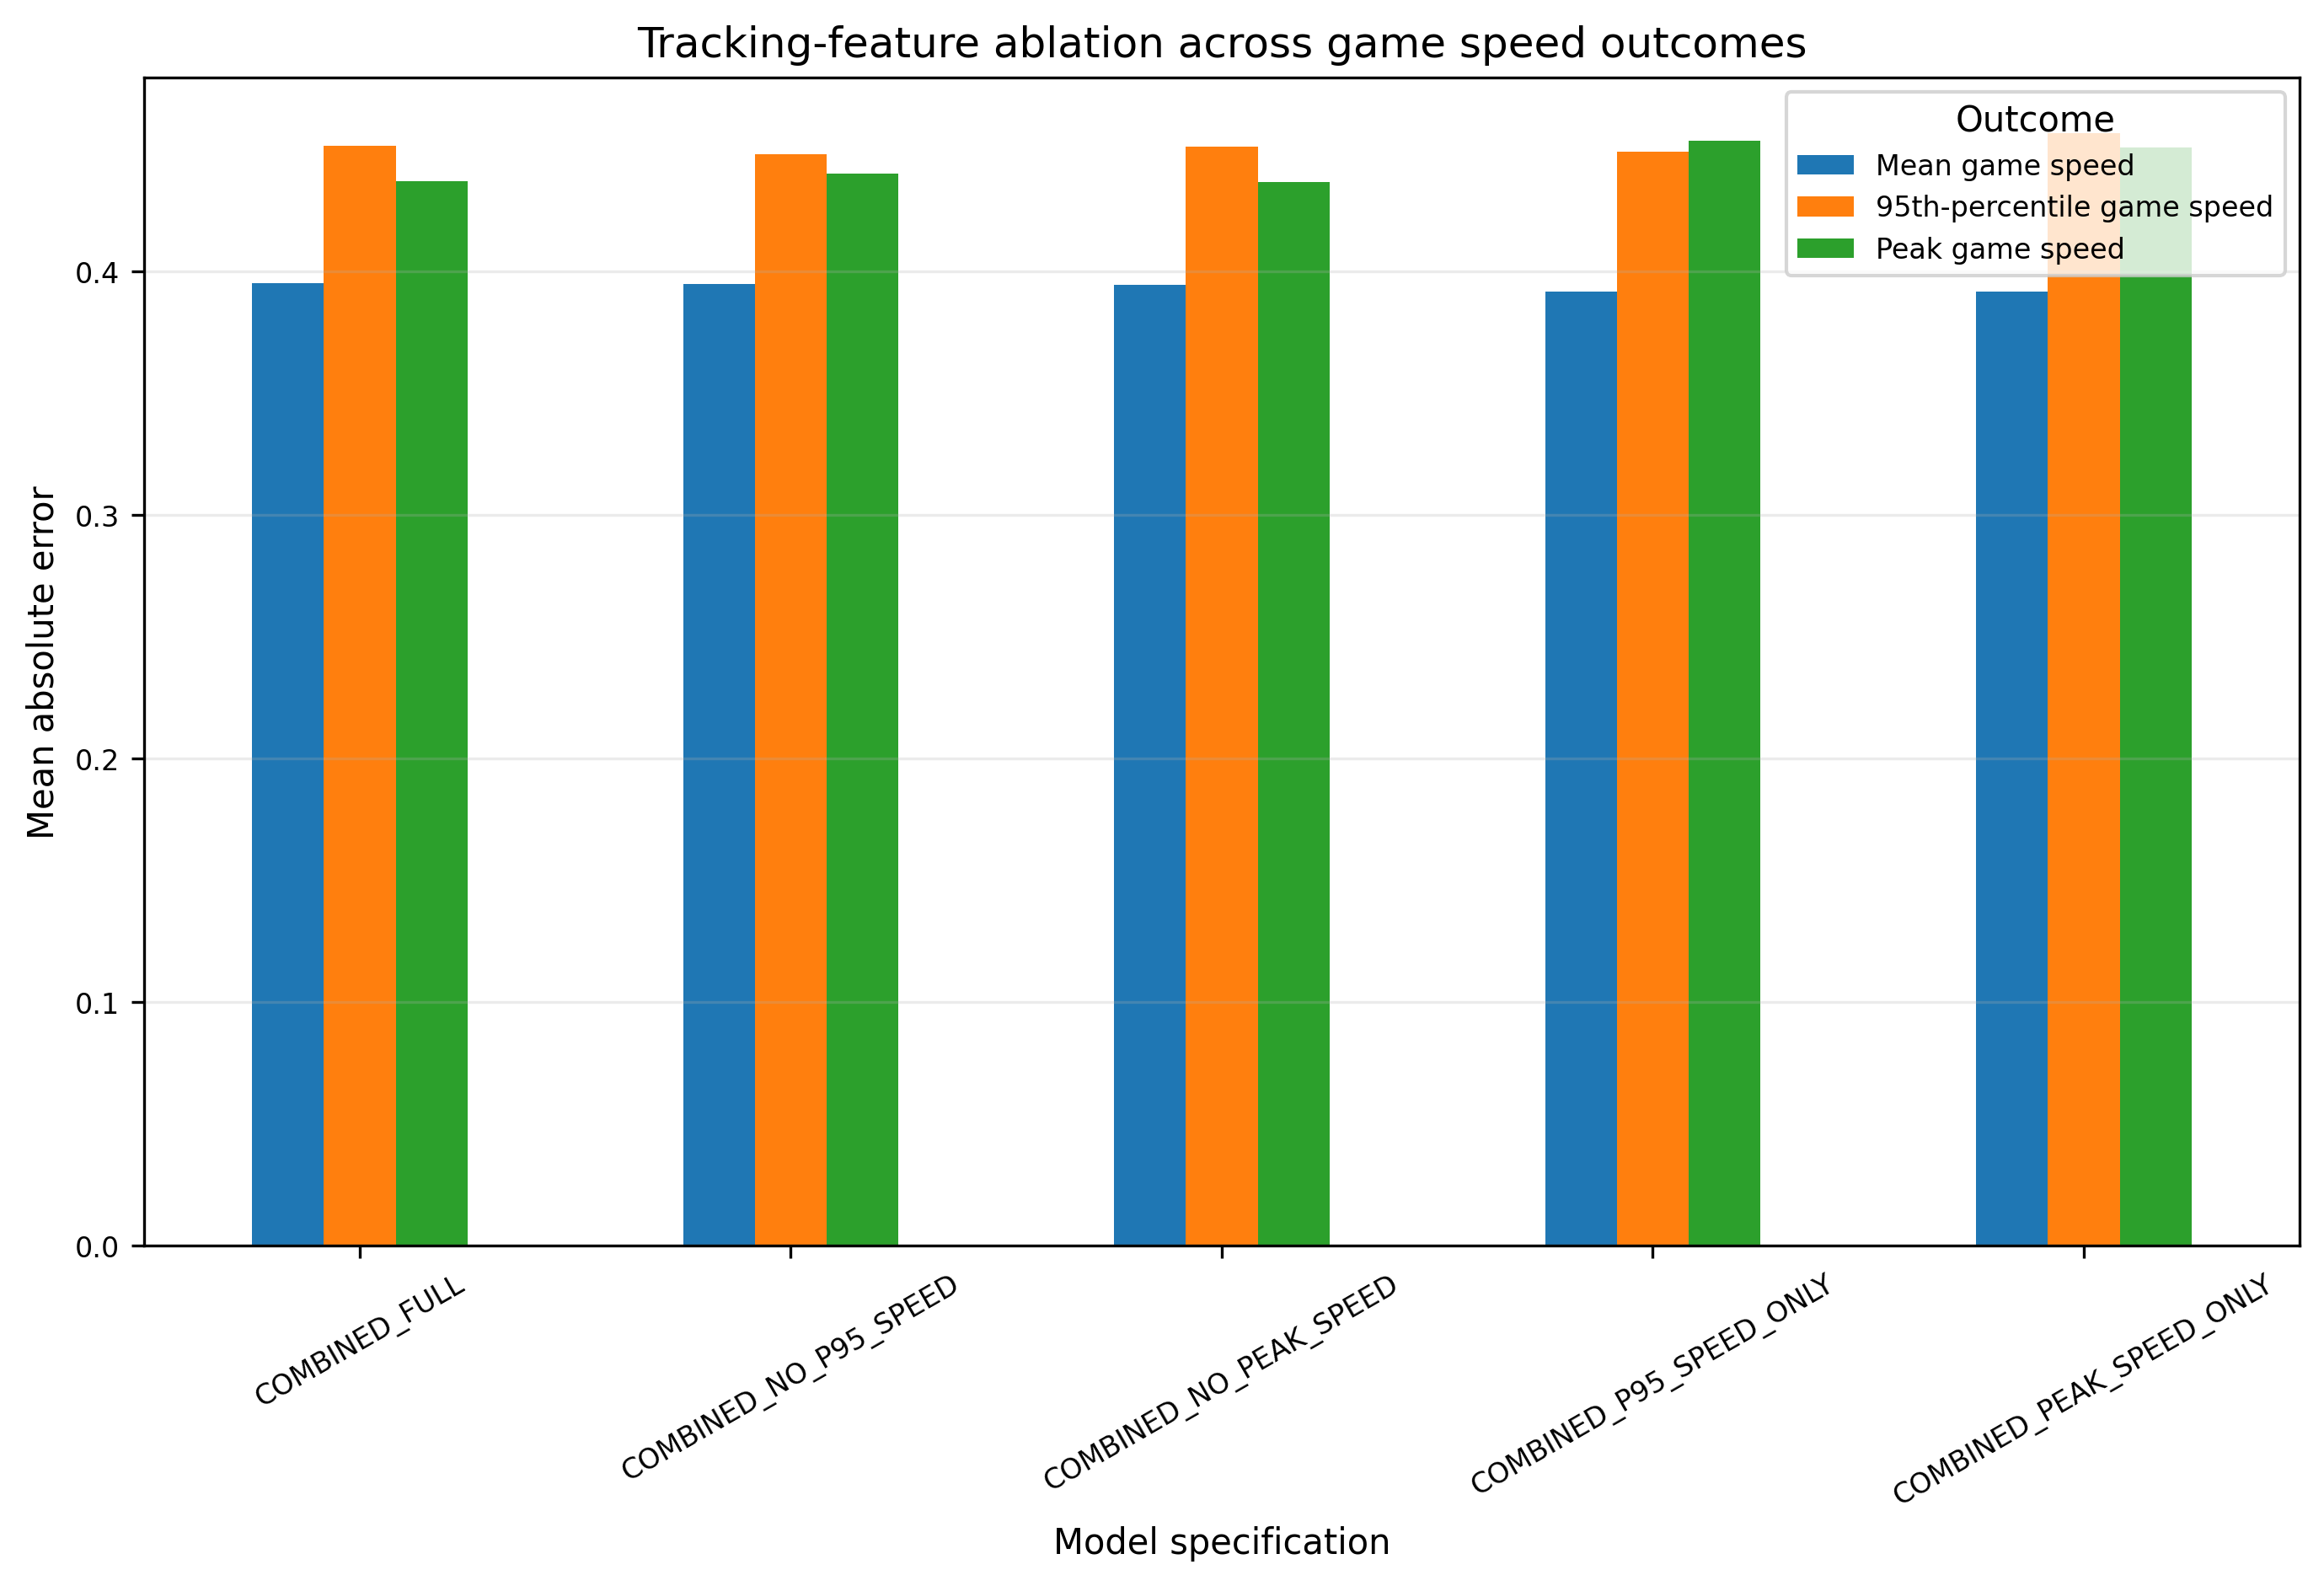 Tracking-feature ablation across game speed outcomes
Outcome
Mean game speed
95th-percentile game speed
Peak game speed
Mean absolute error
0.4
0.3
0.2
0.1
0.0
COMBINED_FULL
COMBINED_NO_P95_SPEED
COMBINED_NO_PEAK_SPEED
COMBINED_P95_SPEED_ONLY
COMBINED_PEAK_SPEED_ONLY
Model specification